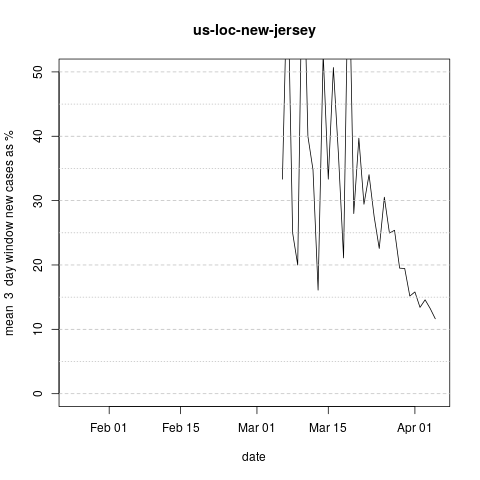 us-loc-new-jersey
mean  3  day window new cases as %
50
40
30
20
10
0
Feb 01 Feb 15 Mar 01 Mar 15 Apr 01
date